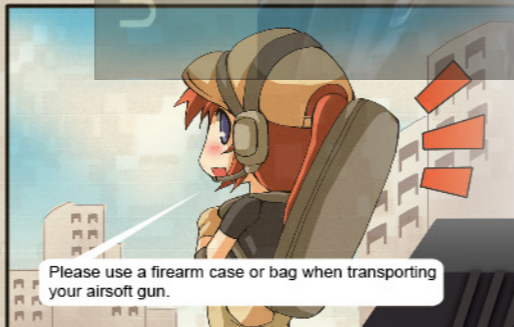 Please use a firearm case or bag when transporting
your airsoft gun.